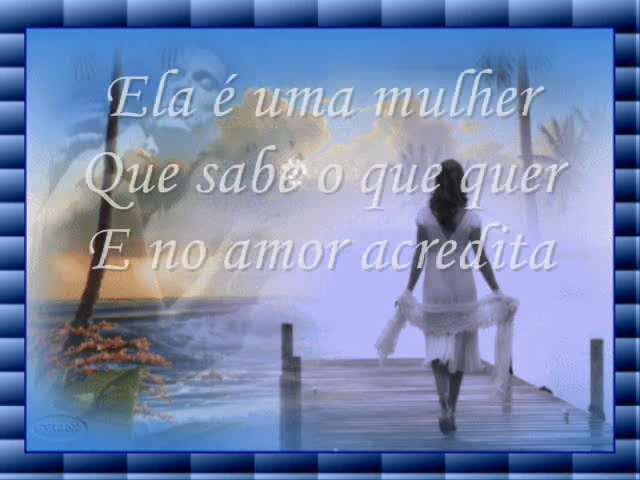 Ela é uma mulher
Que sabe o que quer
E no amor acredita